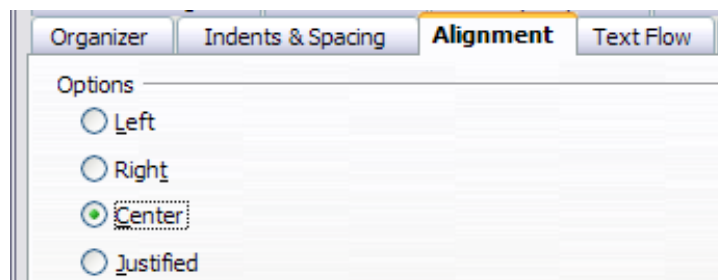 Organizer Indents & Spacing Alignment Text Flow
Options
Left
Right
Center
Justified